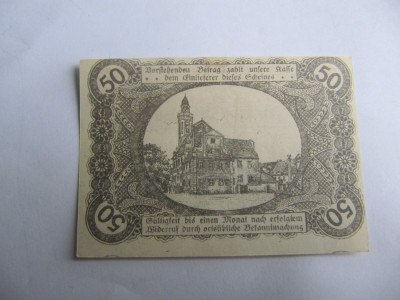 50 50
Vorstehenden Betrag zahlt unsere Kasse
dem Einlieferer dieses Scheines
Gültigkeit bis einen Monat nach erfolgtem
Widerruf durch ortsübliche Bekanntmachung
50 50